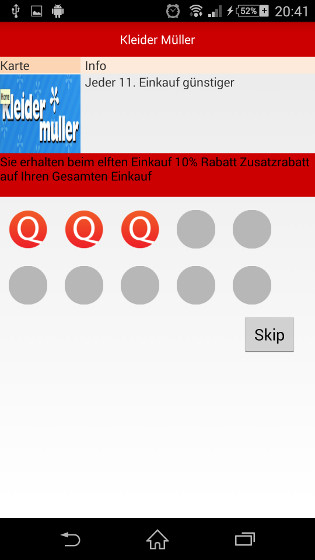 52% 20:41
Kleider Müller
Karte Info
Jeder 11. Einkauf günstiger
Home
kleider
müller
Sie erhalten beim elften Einkauf 10% Rabatt Zusatzrabatt
auf Ihren Gesamten Einkauf
Q Q Q
Skip